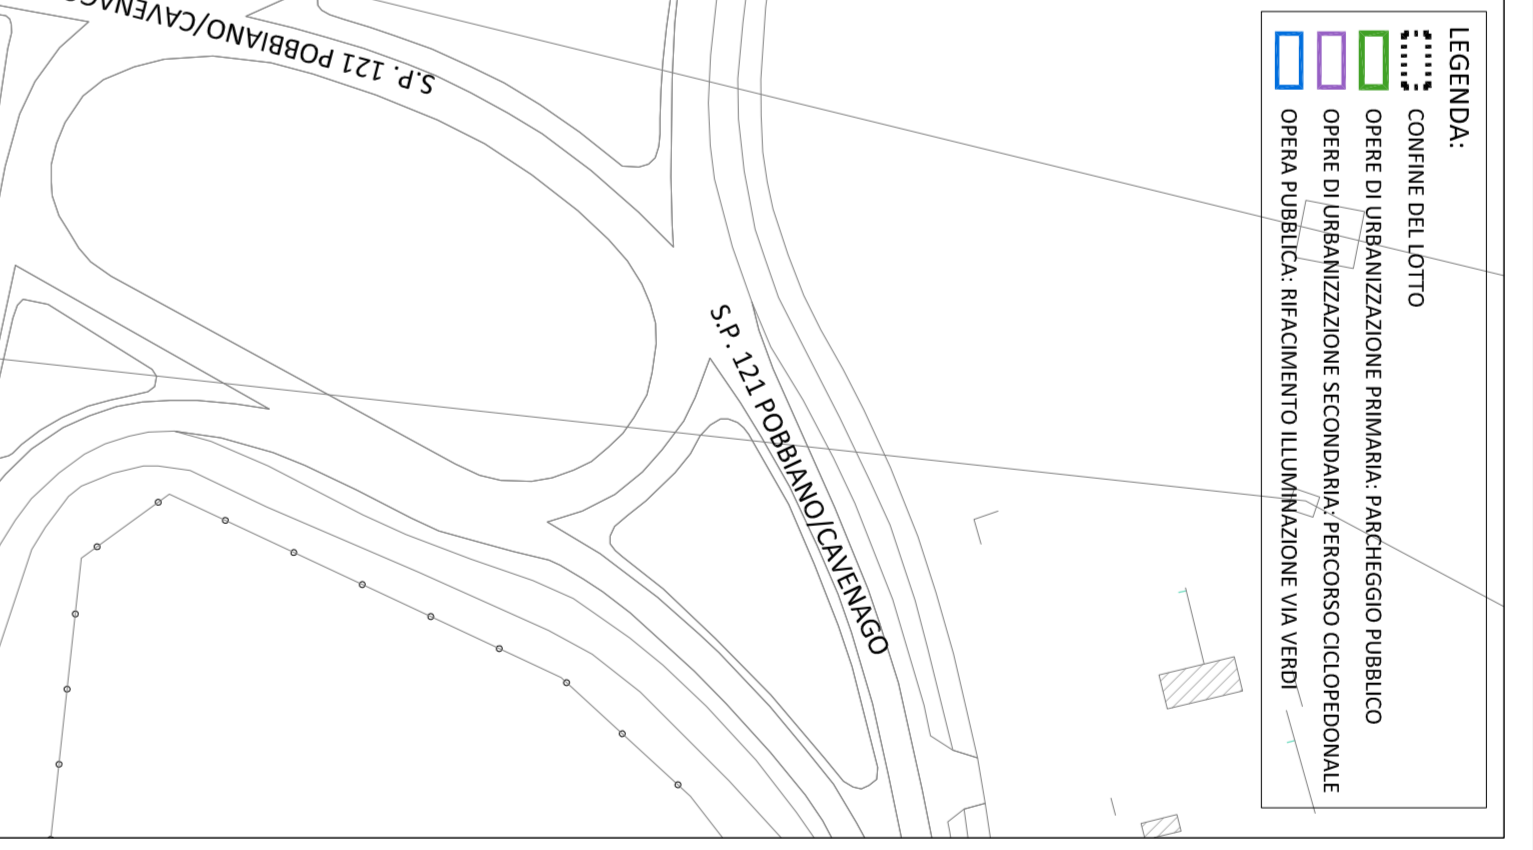 LEGENDA:
CONFINE DEL LOTTO
OPERE DI URBANIZZAZIONE PRIMARIA: PARCHEGGIO PUBBLICO
OPERE DI URBANIZZAZIONE SECONDARIA: PERCORSO CICLOPEDONALE
OPERA PUBBLICA: RIFACIMENTO ILLUMINAZIONE VIA VERDI
S.P. 121 POBBIANO/CAVENAGO
S.P. 121 POBBIANO/CAVENAG